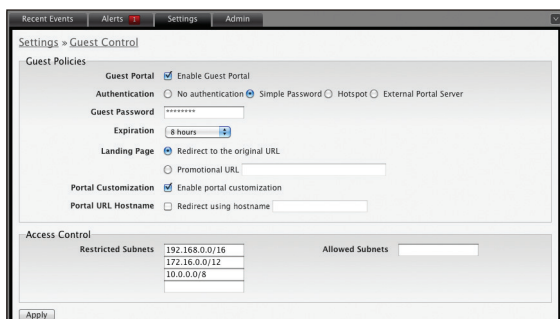 Recent Events Alerts 1 Settings Admin
Settings » Guest Control
Guest Policies
Guest Portal Enable Guest Portal
Authentication No authentication Simple Password Hotspot External Portal Server
Guest Password ********
Expiration 8 hours
Landing Page Redirect to the original URL
Promotional URL
Portal Customization Enable portal customization
Portal URL Hostname Redirect using hostname
Access Control
Restricted Subnets 192.168.0.0/16 Allowed Subnets
172.16.0.0/12
10.0.0.0/8
Apply